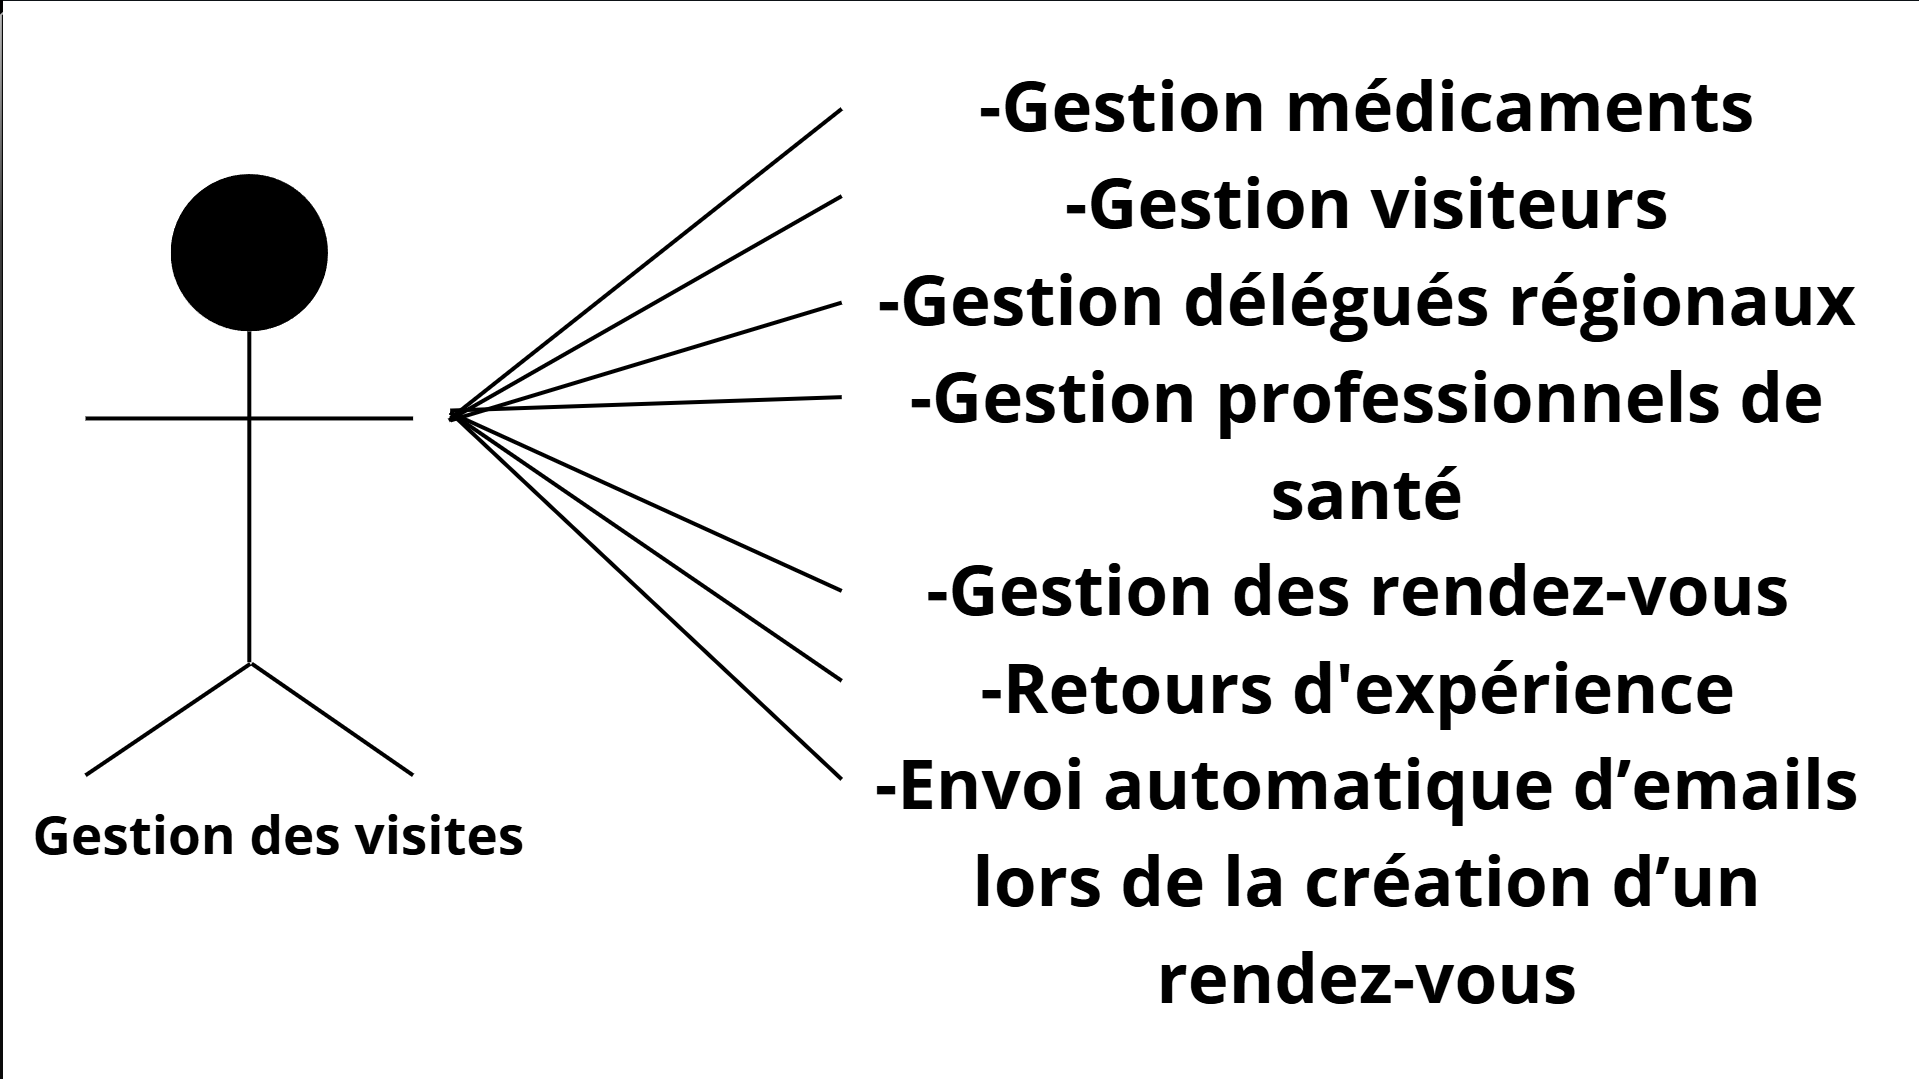 -Gestion médicaments
-Gestion visiteurs
-Gestion délégués régionaux
-Gestion professionnels de
santé
-Gestion des rendez-vous
-Retours d'expérience
-Envoi automatique d’emails
lors de la création d’un
rendez-vous
Gestion des visites